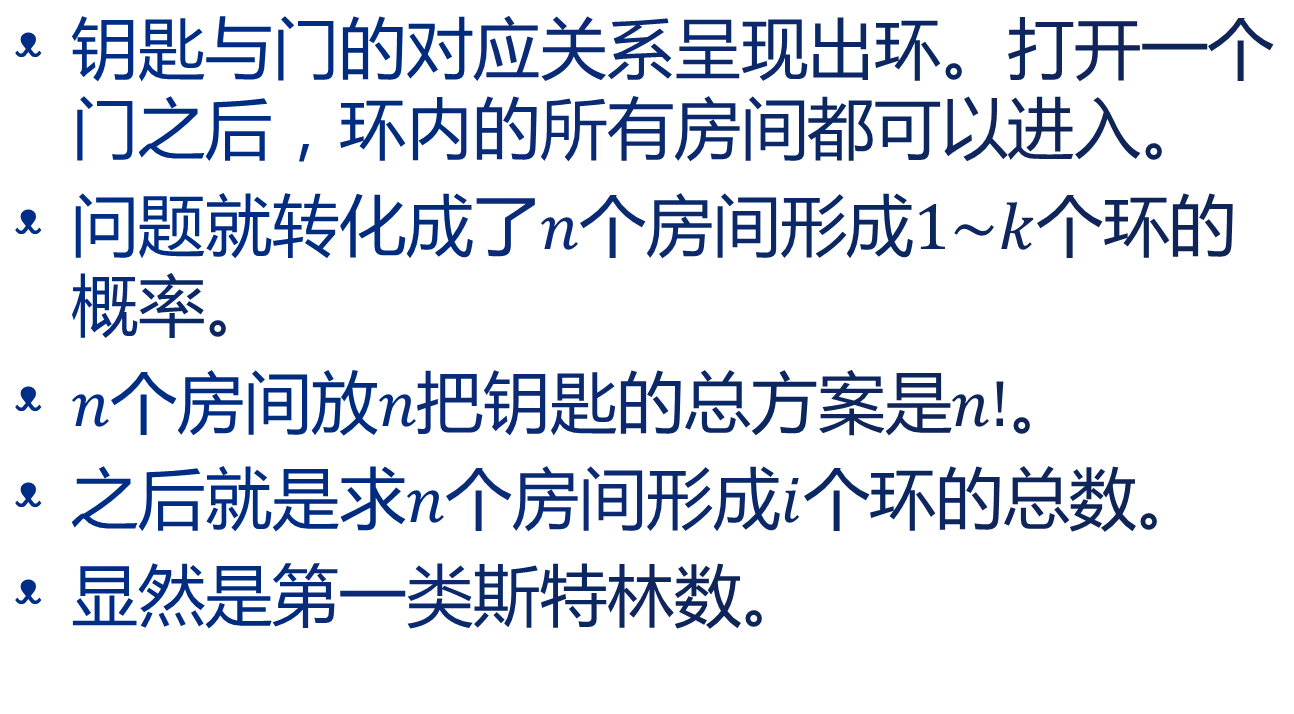 钥匙与门的对应关系呈现出环。打开一个
门之后，环内的所有房间都可以进入。
问题就转化成了n个房间形成1~k个环的
概率。
n个房间放n把钥匙的总方案是n!。
之后就是求n个房间形成i个环的总数。
显然是第一类斯特林数。